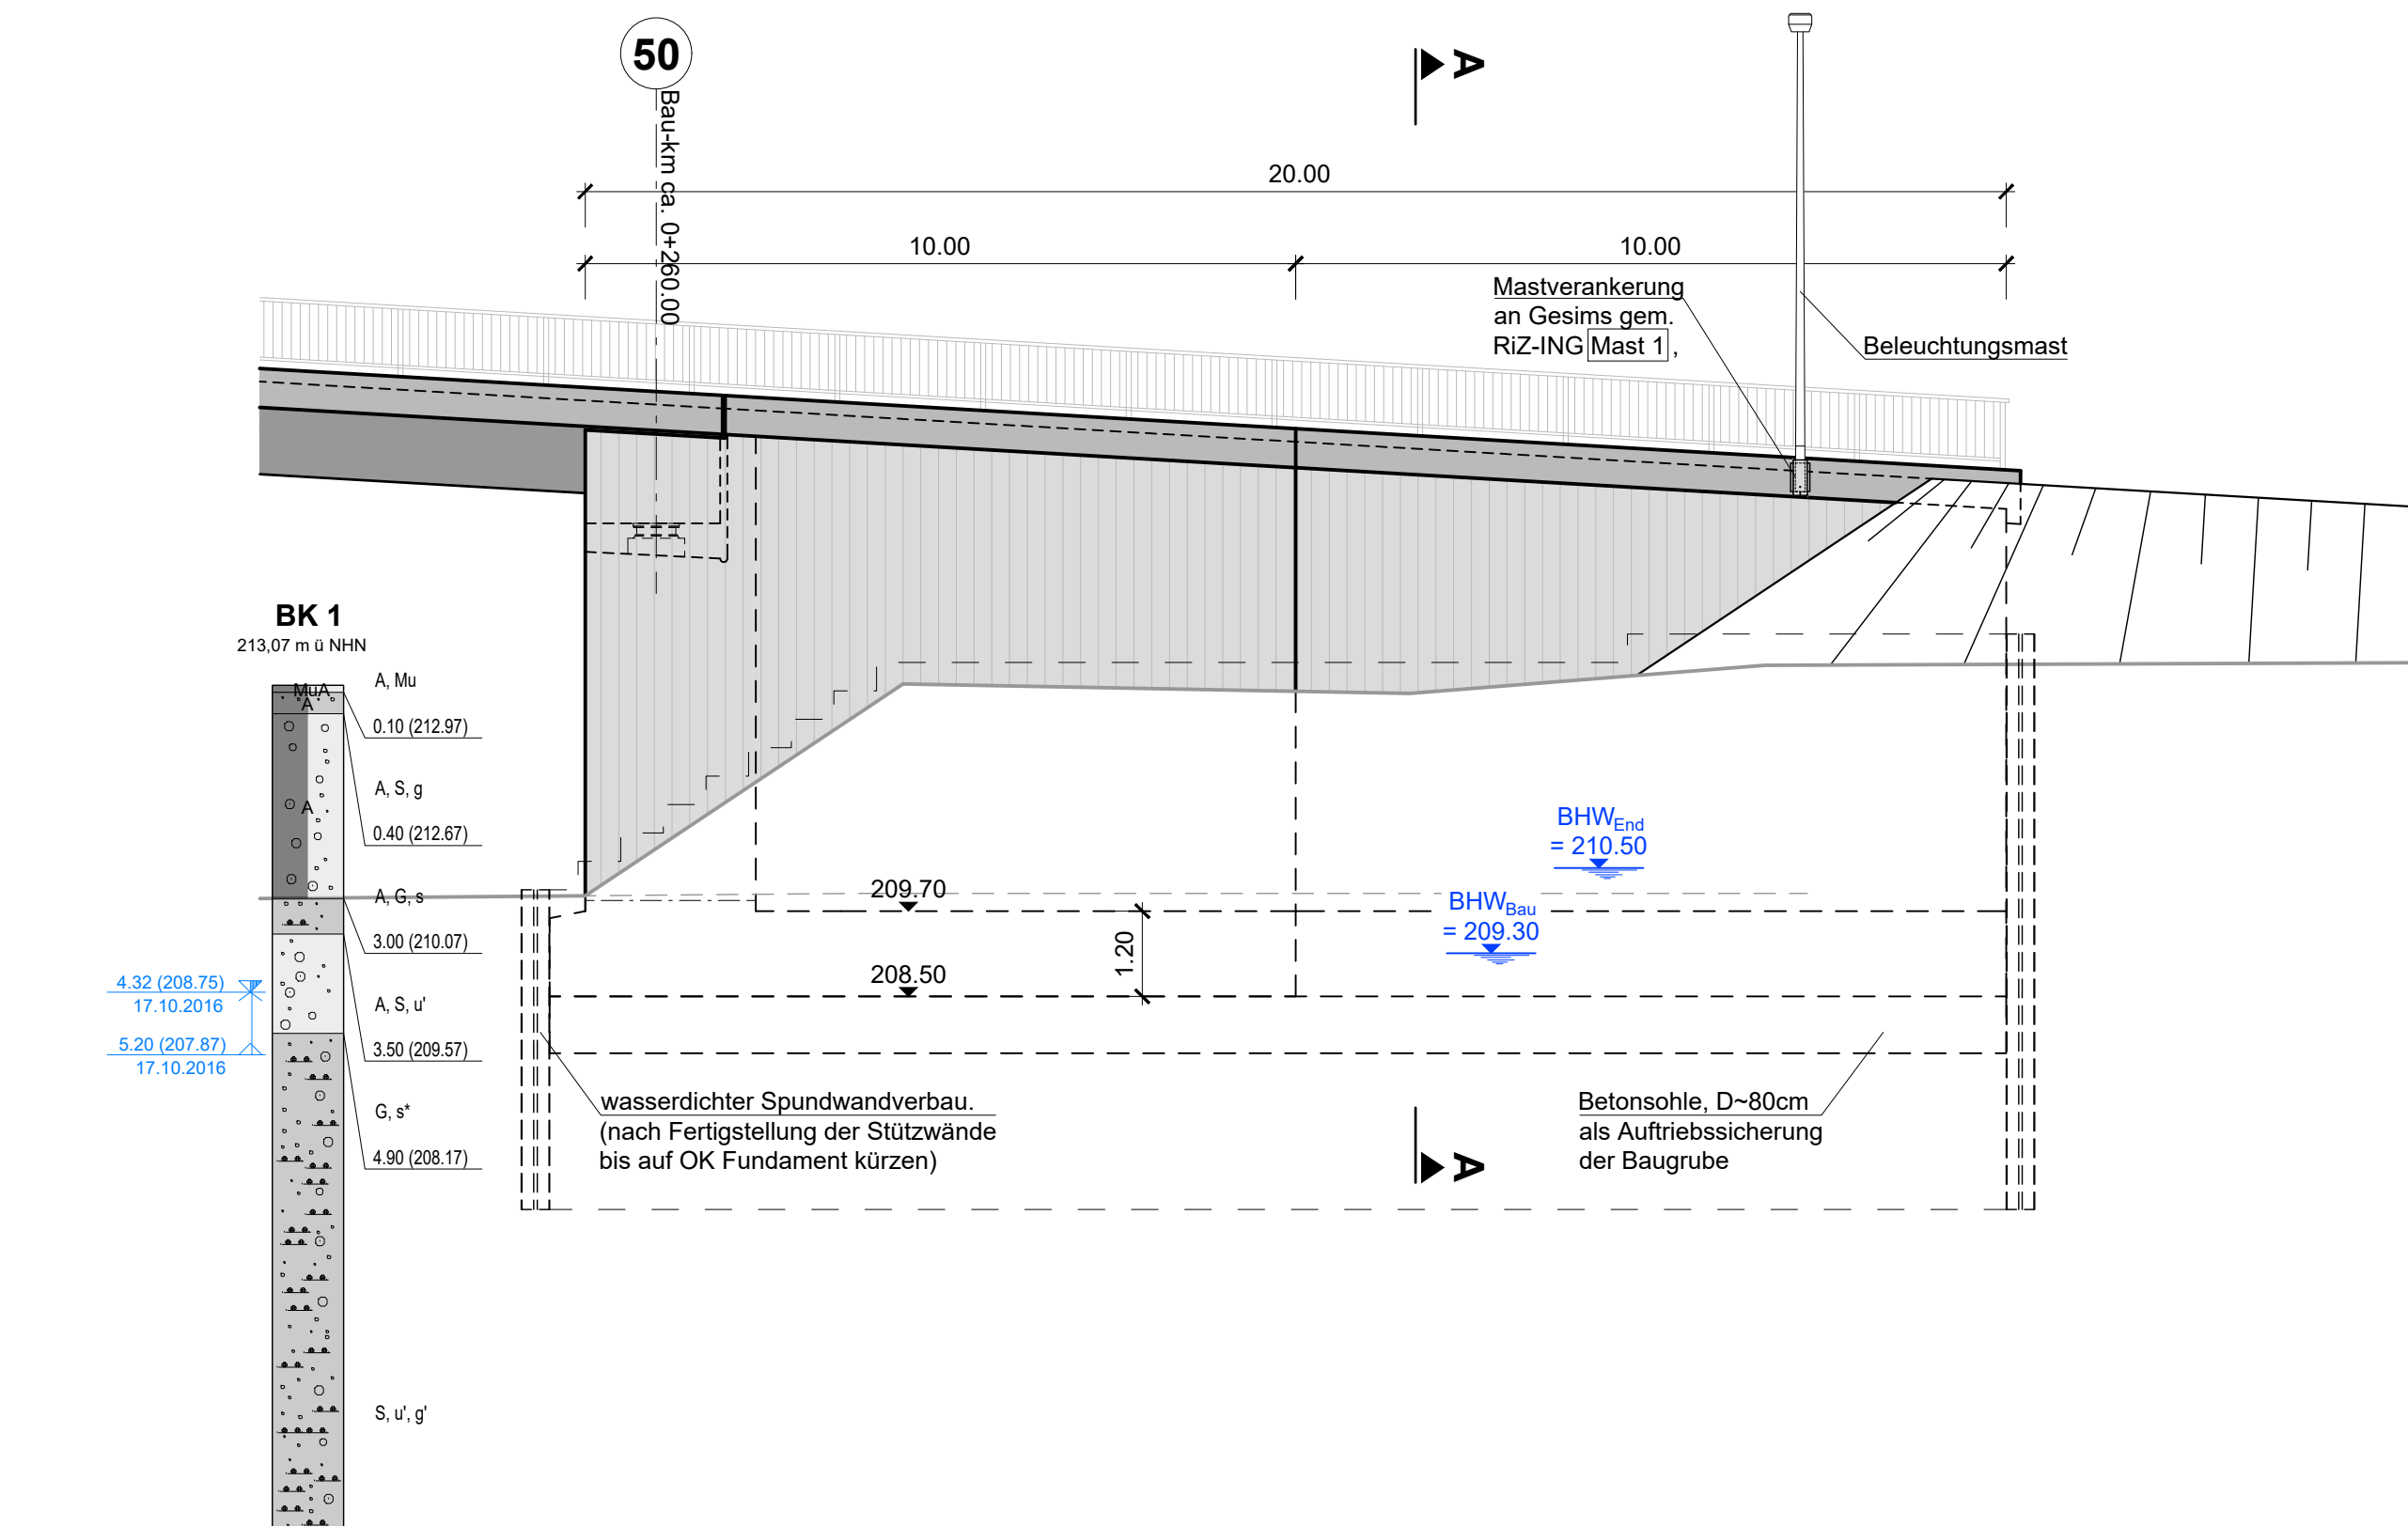 50
Bau-km ca. 0+260.00
A
20.00
10.00
10.00
Mastverankerung
an Gesims gem.
RiZ-ING Mast 1 ,
Beleuchtungsmast
BK 1
213,07 m ü NHN
MuA
A
A
A, Mu
0.10 (212.97)
A, S, g
0.40 (212.67)
A, G, s
3.00 (210.07)
A, S, u'
3.50 (209.57)
G, s*
4.90 (208.17)
S, u', g'
4.32 (208.75)
17.10.2016
5.20 (207.87)
17.10.2016
209.70
208.50
1.20
BHWEnd
= 210.50
BHWBau
= 209.30
wasserdichter Spundwandverbau.
(nach Fertigstellung der Stützwände
bis auf OK Fundament kürzen)
Betonsohle, D~80cm
als Auftriebssicherung
der Baugrube
A